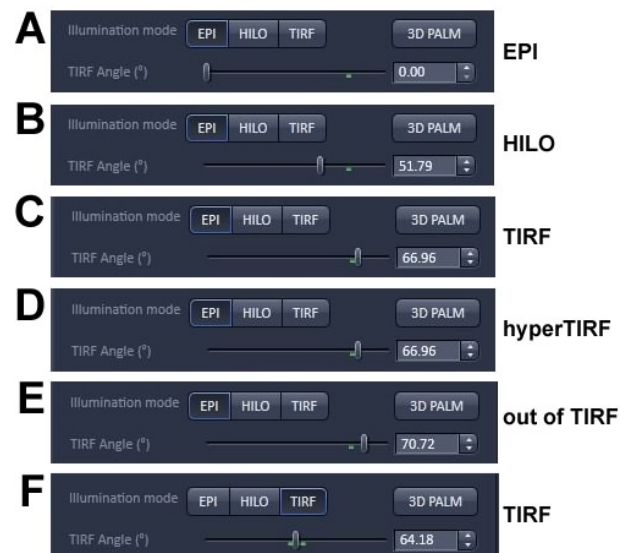 A
Illumination mode EPI HILO TIRF 3D PALM
EPI
TIRF Angle (°) 0.00
B
Illumination mode EPI HILO TIRF 3D PALM
HILO
TIRF Angle (°) 51.79
C
Illumination mode EPI HILO TIRF 3D PALM
TIRF
TIRF Angle (°) 66.96
D
Illumination mode EPI HILO TIRF 3D PALM
hyperTIRF
TIRF Angle (°) 66.96
E
Illumination mode EPI HILO TIRF 3D PALM
out of TIRF
TIRF Angle (°) 70.72
F
Illumination mode EPI HILO TIRF 3D PALM
TIRF
TIRF Angle (°) 64.18